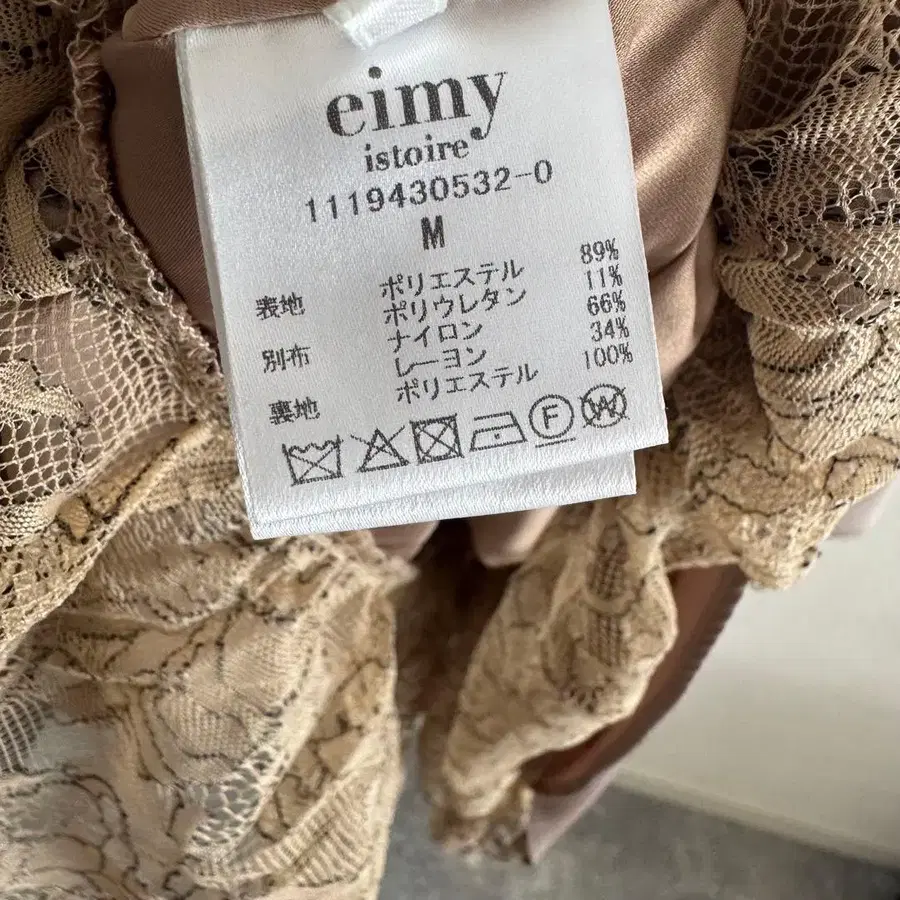 eimy
istoire
1119430532-0
M
表地 ポリエステル 89%
ポリウレタン 11%
別布 ナイロン 66%
レーヨン 34%
裏地 ポリエステル 100%
F W